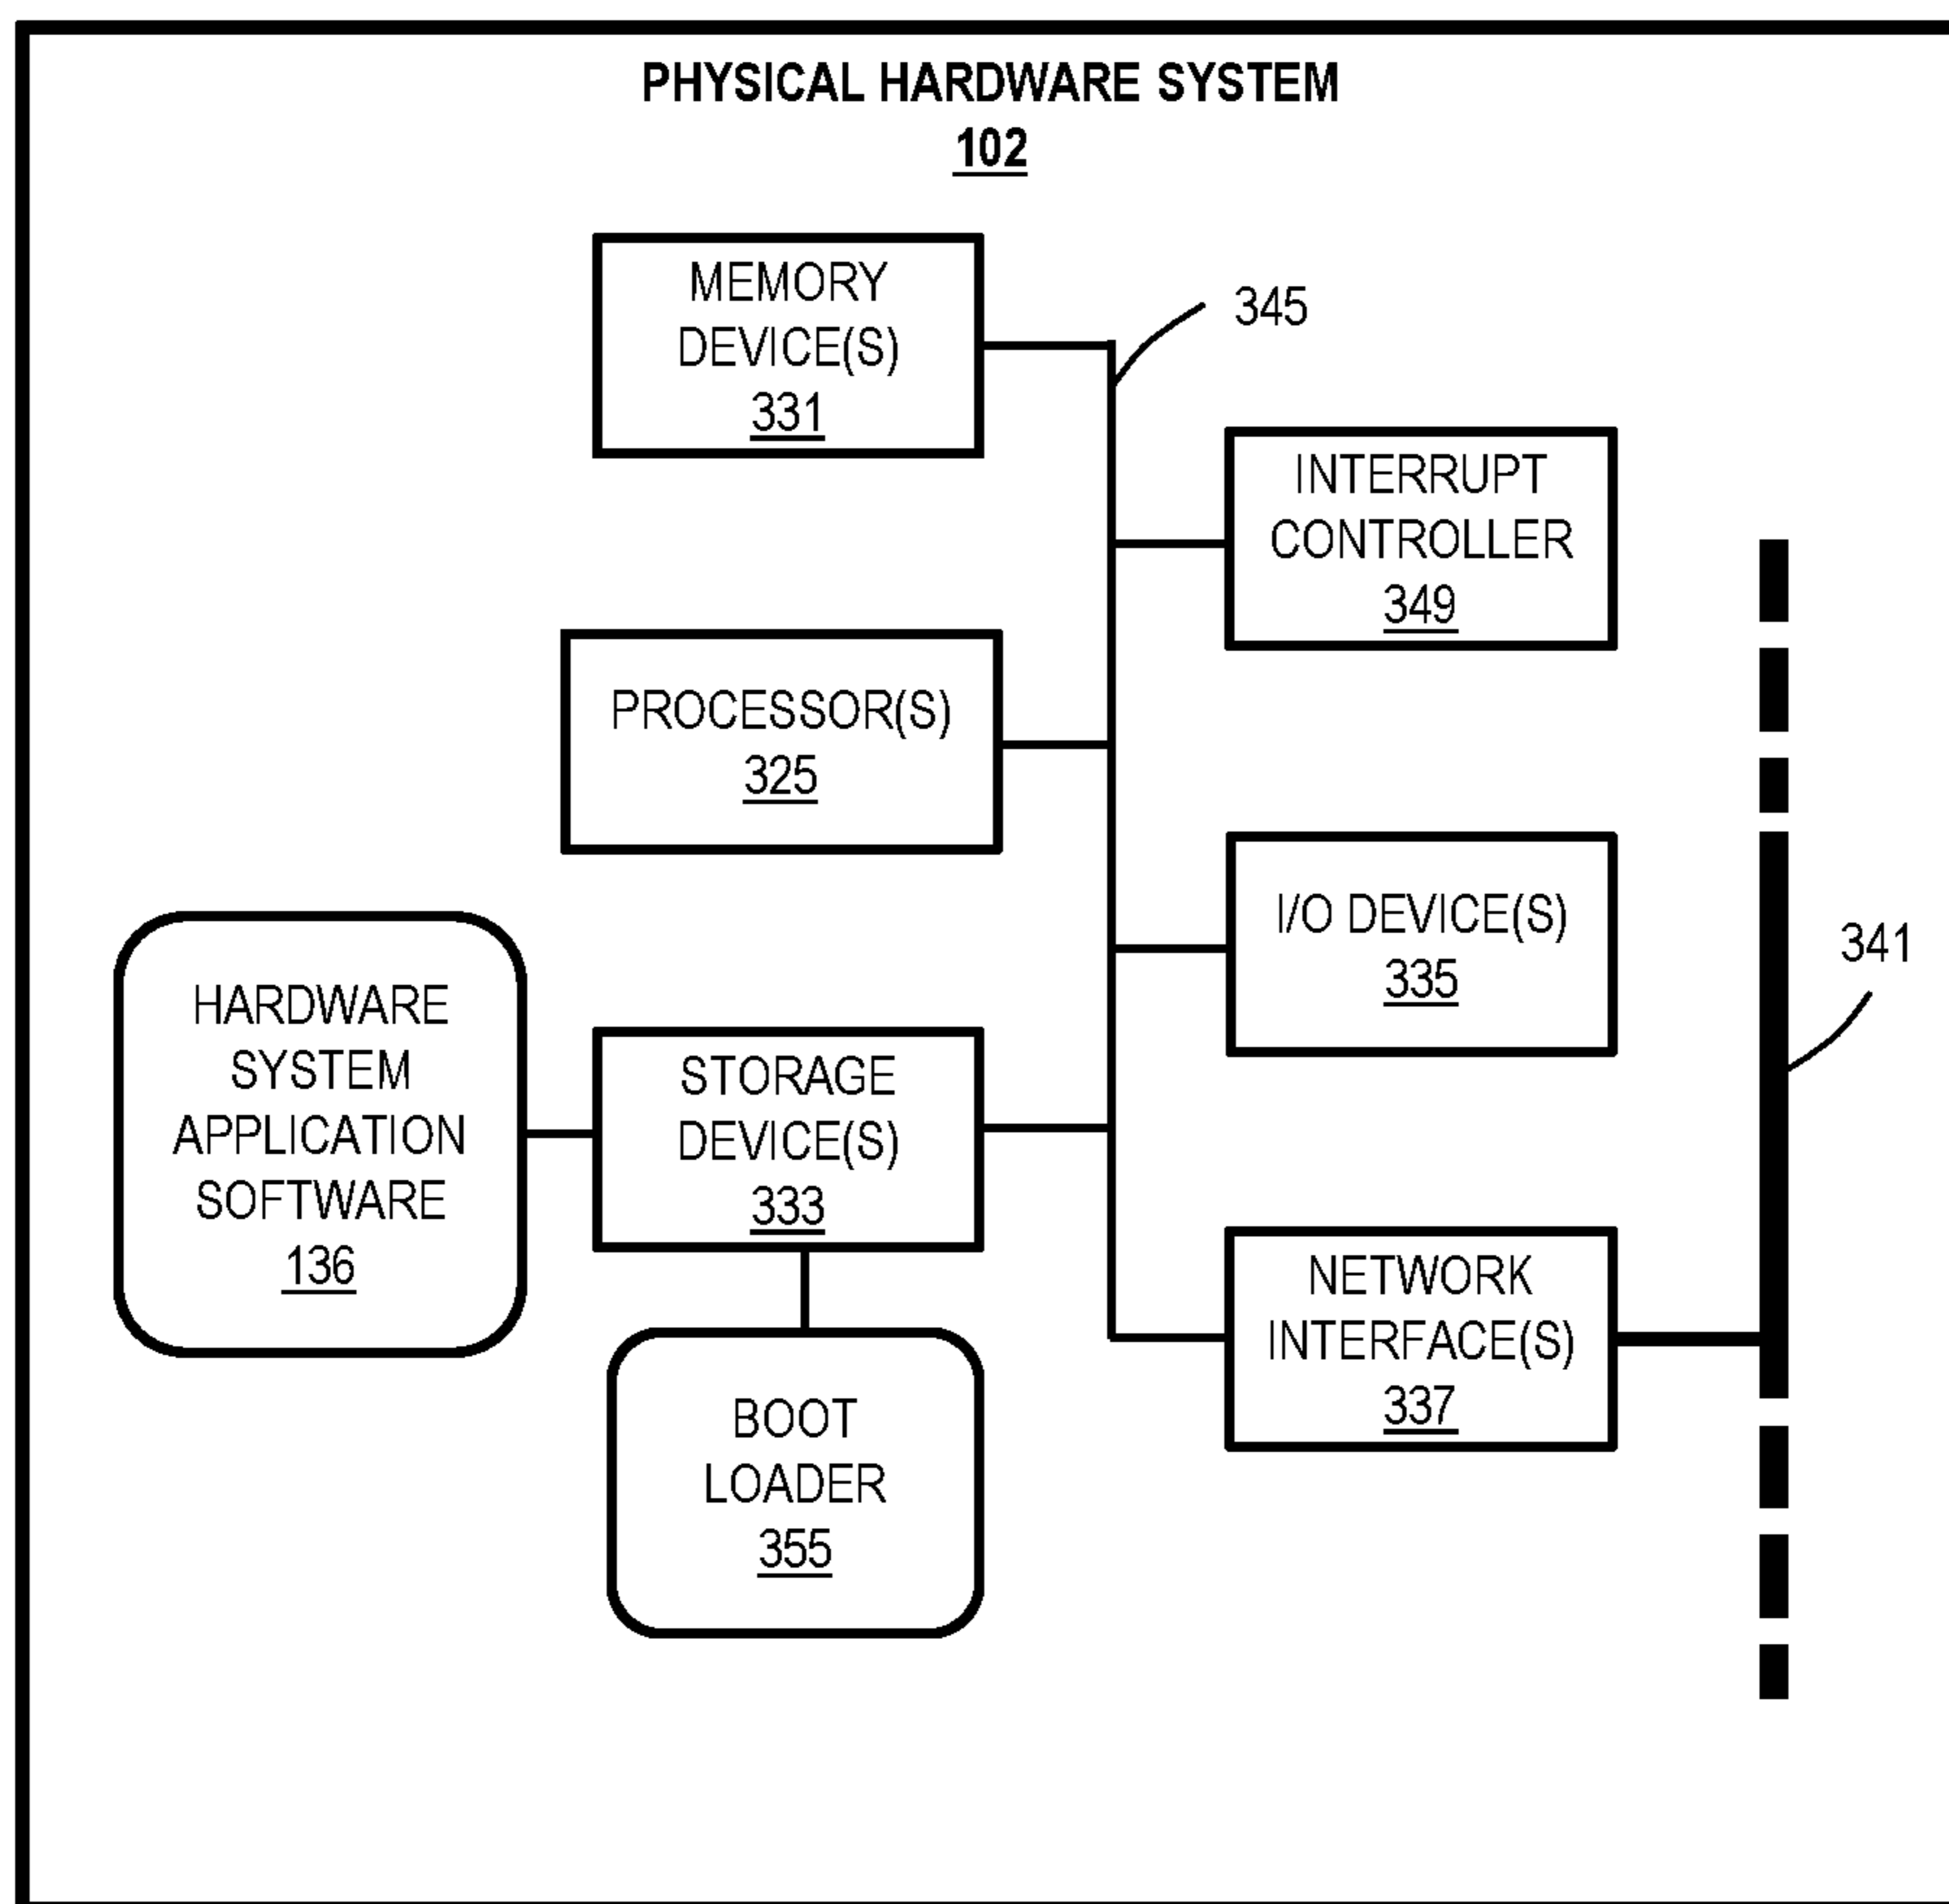 PHYSICAL HARDWARE SYSTEM
102
MEMORY
DEVICE(S)
331
345
INTERRUPT
CONTROLLER
349
PROCESSOR(S)
325
I/O DEVICE(S)
335
341
HARDWARE
SYSTEM
APPLICATION
SOFTWARE
136
STORAGE
DEVICE(S)
333
NETWORK
INTERFACE(S)
337
BOOT
LOADER
355